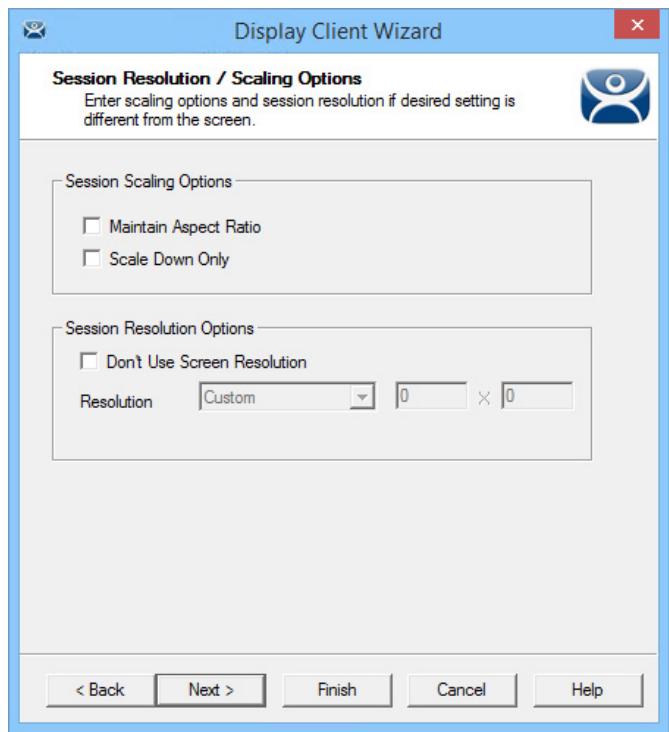 Display Client Wizard
Session Resolution / Scaling Options
Enter scaling options and session resolution if desired setting is
different from the screen.
Session Scaling Options
Maintain Aspect Ratio
Scale Down Only
Session Resolution Options
Don't Use Screen Resolution
Resolution Custom 0 x 0
< Back Next > Finish Cancel Help